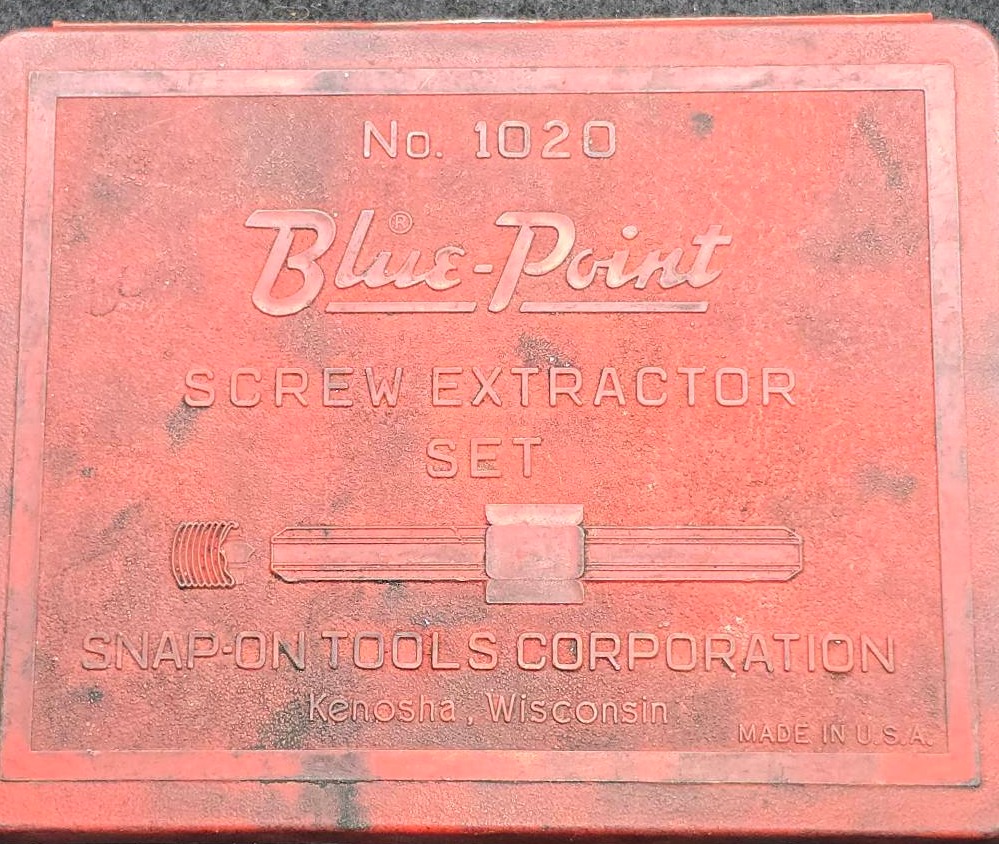 No. 1020
Blue-Point®
SCREW EXTRACTOR
SET
SNAP-ON TOOLS CORPORATION
Kenosha, Wisconsin
MADE IN U.S.A.